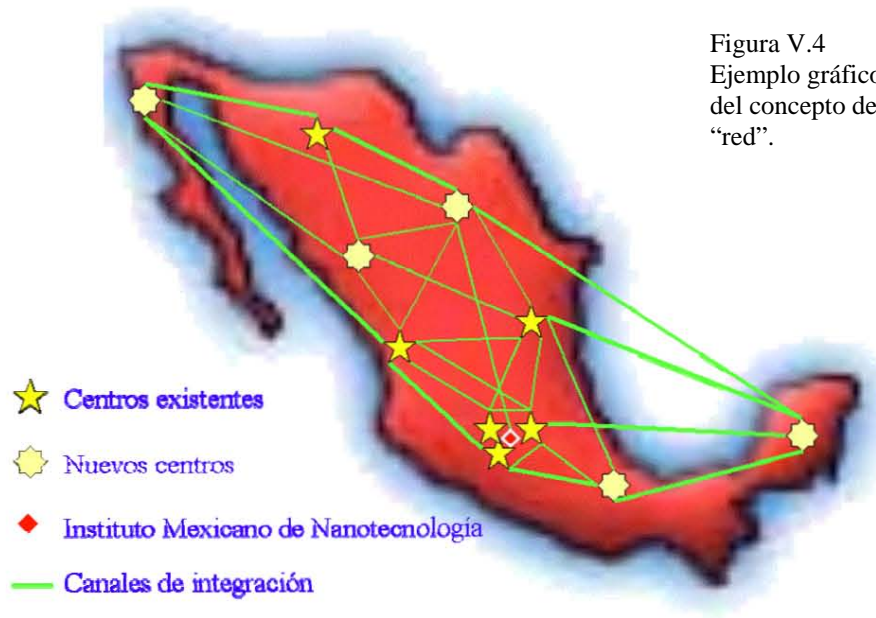 Figura V.4
Ejemplo gráfico
del concepto de
“red”.
Centros existentes
Nuevos centros
Instituto Mexicano de Nanotecnología
Canales de integración